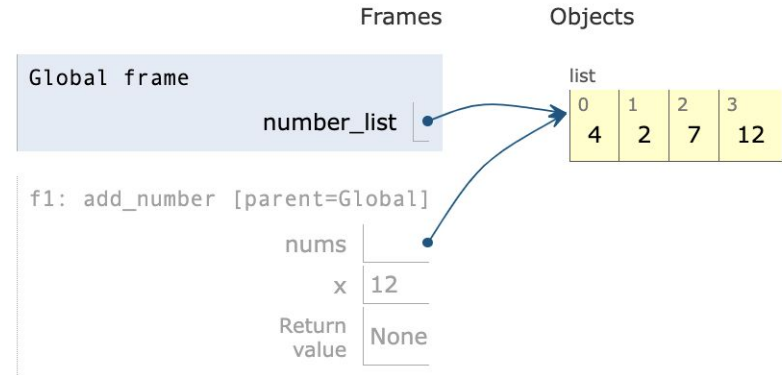 Frames Objects
Global frame
number_list
list
0 1 2 3
4 2 7 12
f1: add_number [parent=Global]
nums
x 12
Return
value None